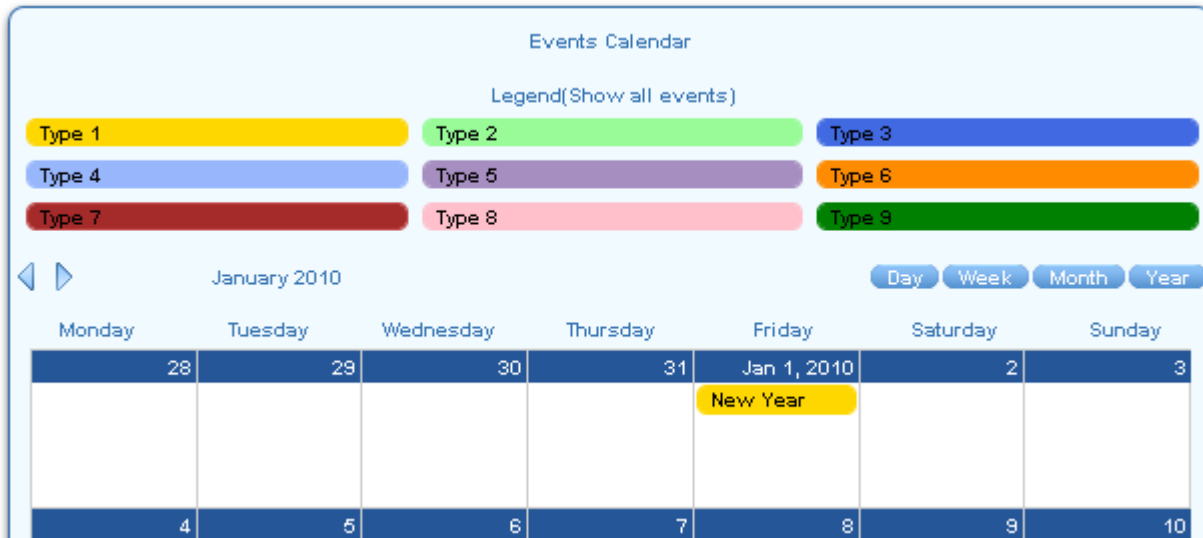 Events Calendar
Legend(Show all events)
Type 1 Type 2 Type 3
Type 4 Type 5 Type 6
Type 7 Type 8 Type 9
January 2010 Day Week Month Year
Monday Tuesday Wednesday Thursday Friday Saturday Sunday
28 29 30 31 Jan 1, 2010 2 3
New Year
4 5 6 7 8 9 10